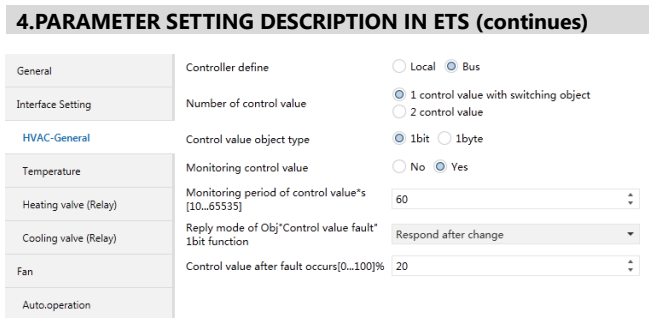 4.PARAMETER SETTING DESCRIPTION IN ETS (continues)
General
Interface Setting
HVAC-General
Temperature
Heating valve (Relay)
Cooling valve (Relay)
Fan
Auto.operation
Controller define
Local Bus
Number of control value
1 control value with switching object
2 control value
Control value object type
1bit 1byte
Monitoring control value
No Yes
Monitoring period of control value*s
[10...65535]
60
Reply mode of Obj"Control value fault"
1bit function
Respond after change
Control value after fault occurs[0...100]%
20